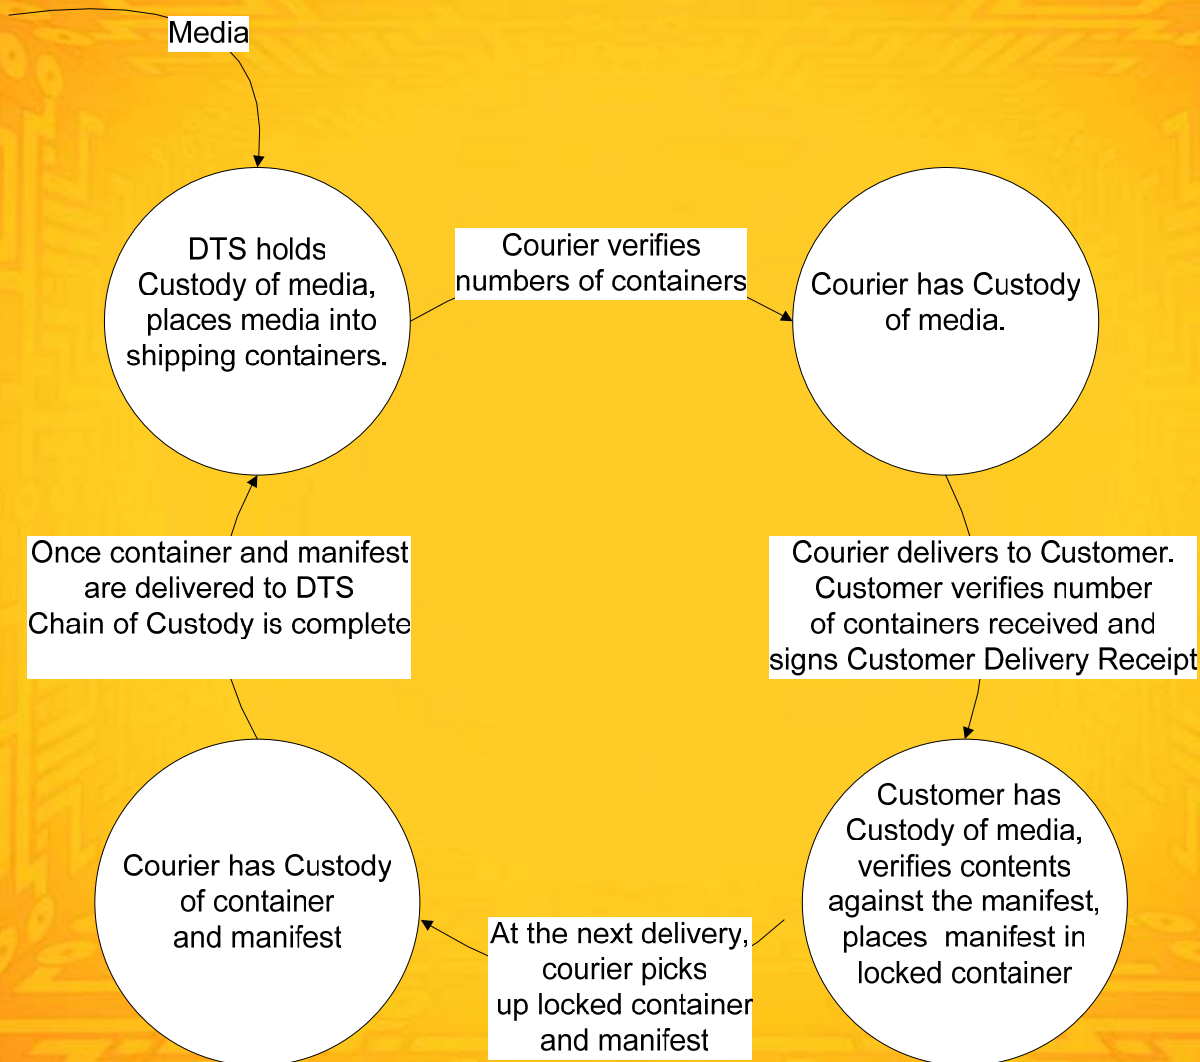 Media
DTS holds
Custody of media,
places media into
shipping containers.
Courier verifies
numbers of containers
Courier has Custody
of media.
Courier delivers to Customer.
Customer verifies number
of containers received and
signs Customer Delivery Receipt
Customer has
Custody of media,
verifies contents
against the manifest,
places manifest in
locked container
At the next delivery,
courier picks
up locked container
and manifest
Courier has Custody
of container
and manifest
Once container and manifest
are delivered to DTS
Chain of Custody is complete